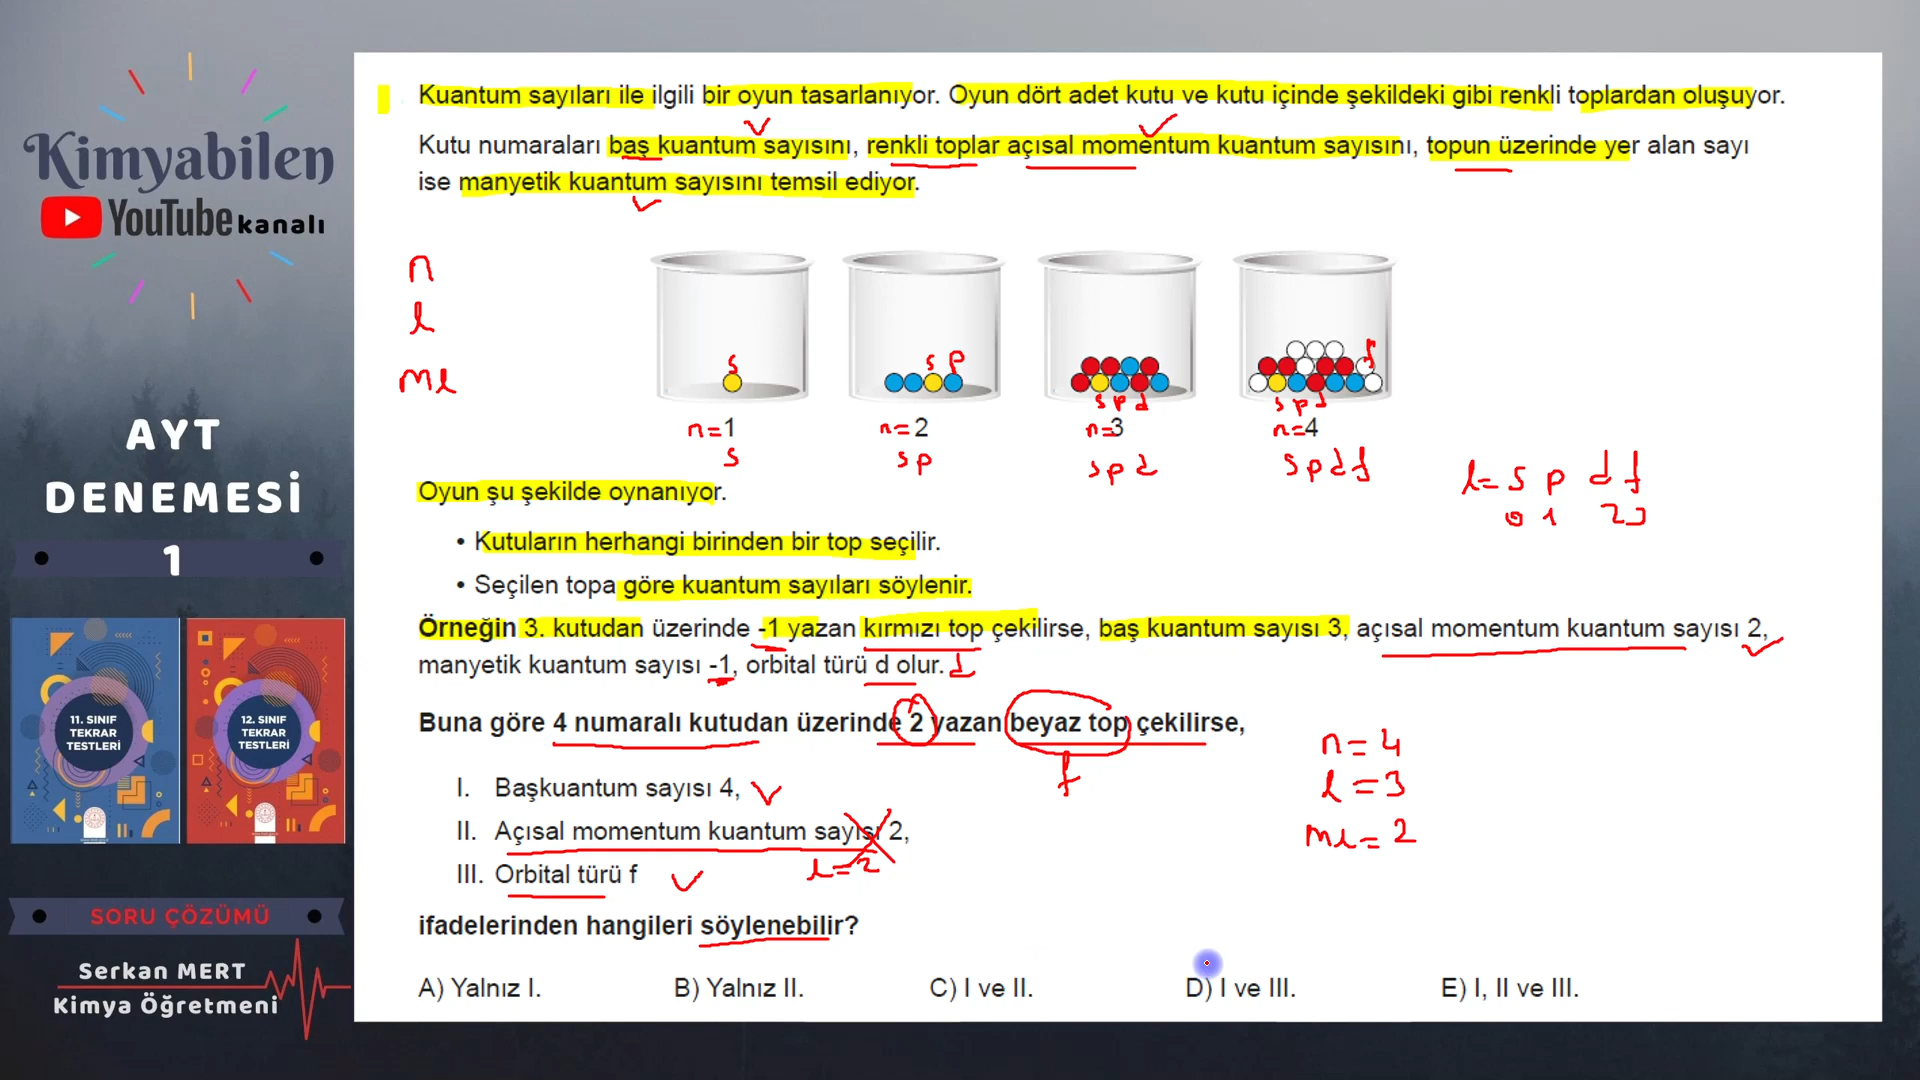 Kimyabilen
YouTube kanalı
AYT
DENEMESİ
1
11. SINIF
TEKRAR
TESTLERİ
12. SINIF
TEKRAR
TESTLERİ
SORU ÇÖZÜMÜ
Serkan MERT
Kimya Öğretmeni
Kuantum sayıları ile ilgili bir oyun tasarlanıyor. Oyun dört adet kutu ve kutu içinde şekildeki gibi renkli toplardan oluşuyor.
Kutu numaraları baş kuantum sayısını, renkli toplar açısal momentum kuantum sayısını, topun üzerinde yer alan sayı
ise manyetik kuantum sayısını temsil ediyor.
n
l
ml
s
s p
f
s p d
s p d
n=1
n=2
n=3
n=4
s
s p
s p d
s p d f
l= s p d f
0 1 2 3
Oyun şu şekilde oynanıyor.
• Kutuların herhangi birinden bir top seçilir.
• Seçilen topa göre kuantum sayıları söylenir.
Örneğin 3. kutudan üzerinde -1 yazan kırmızı top çekilirse, baş kuantum sayısı 3, açısal momentum kuantum sayısı 2,
manyetik kuantum sayısı -1, orbital türü d olur. d
Buna göre 4 numaralı kutudan üzerinde 2 yazan beyaz top çekilirse,
f
n=4
l=3
ml=2
I. Başkuantum sayısı 4,
II. Açısal momentum kuantum sayısı 2,
l=2
III. Orbital türü f
ifadelerinden hangileri söylenebilir?
A) Yalnız I. B) Yalnız II. C) I ve II. D) I ve III. E) I, II ve III.